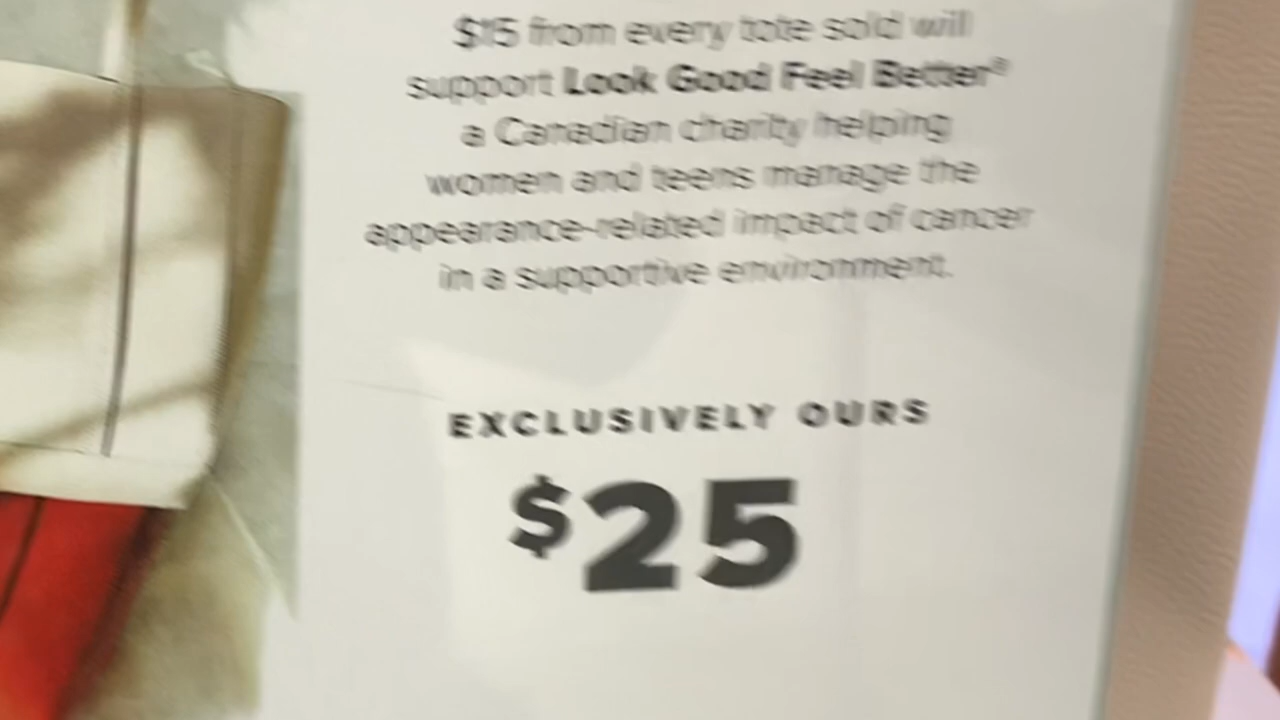 $15 from every tote sold will
support Look Good Feel Better®
a Canadian charity helping
women and teens manage the
appearance-related impact of cancer
in a supportive environment.
EXCLUSIVELY OURS
$25